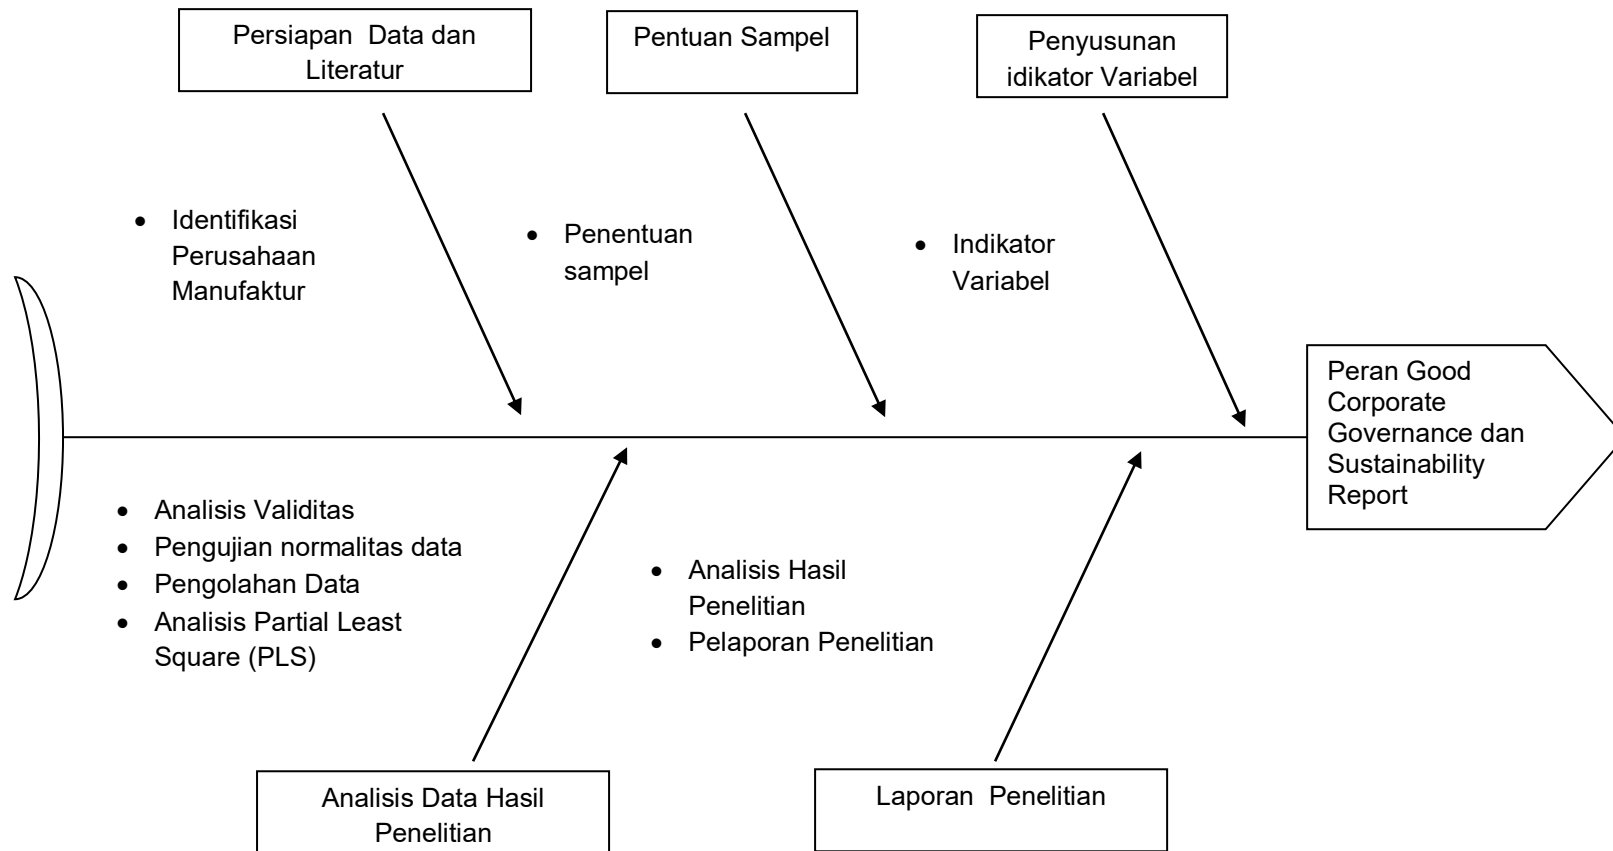 Persiapan Data dan
Literatur
Pentuan Sampel
Penyusunan
idikator Variabel
• Identifikasi
Perusahaan
Manufaktur
• Penentuan
sampel
• Indikator
Variabel
Peran Good
Corporate
Governance dan
Sustainability
Report
• Analisis Validitas
• Pengujian normalitas data
• Pengolahan Data
• Analisis Partial Least
Square (PLS)
• Analisis Hasil
Penelitian
• Pelaporan Penelitian
Analisis Data Hasil
Penelitian
Laporan Penelitian